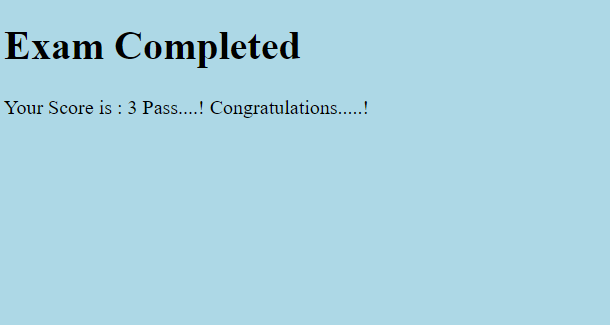 Exam Completed
Your Score is : 3 Pass....! Congratulations.....!